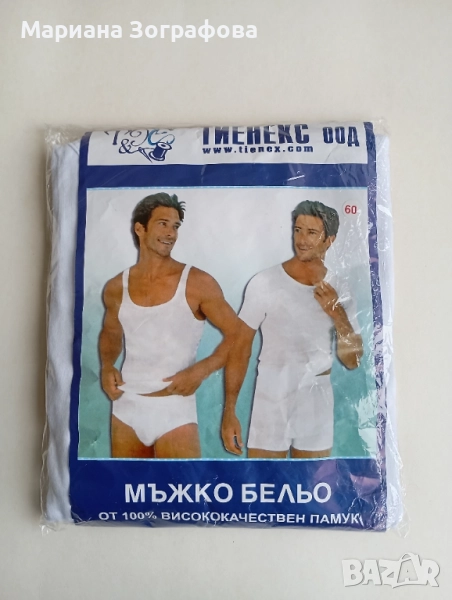 Мариана Зографова
&
ТИЕНЕКС ООД
www.tienex.com
60
МЪЖКО БЕЛЬО
ОТ 100% ВИСОКОКАЧЕСТВЕН ПАМУК
BAZAR